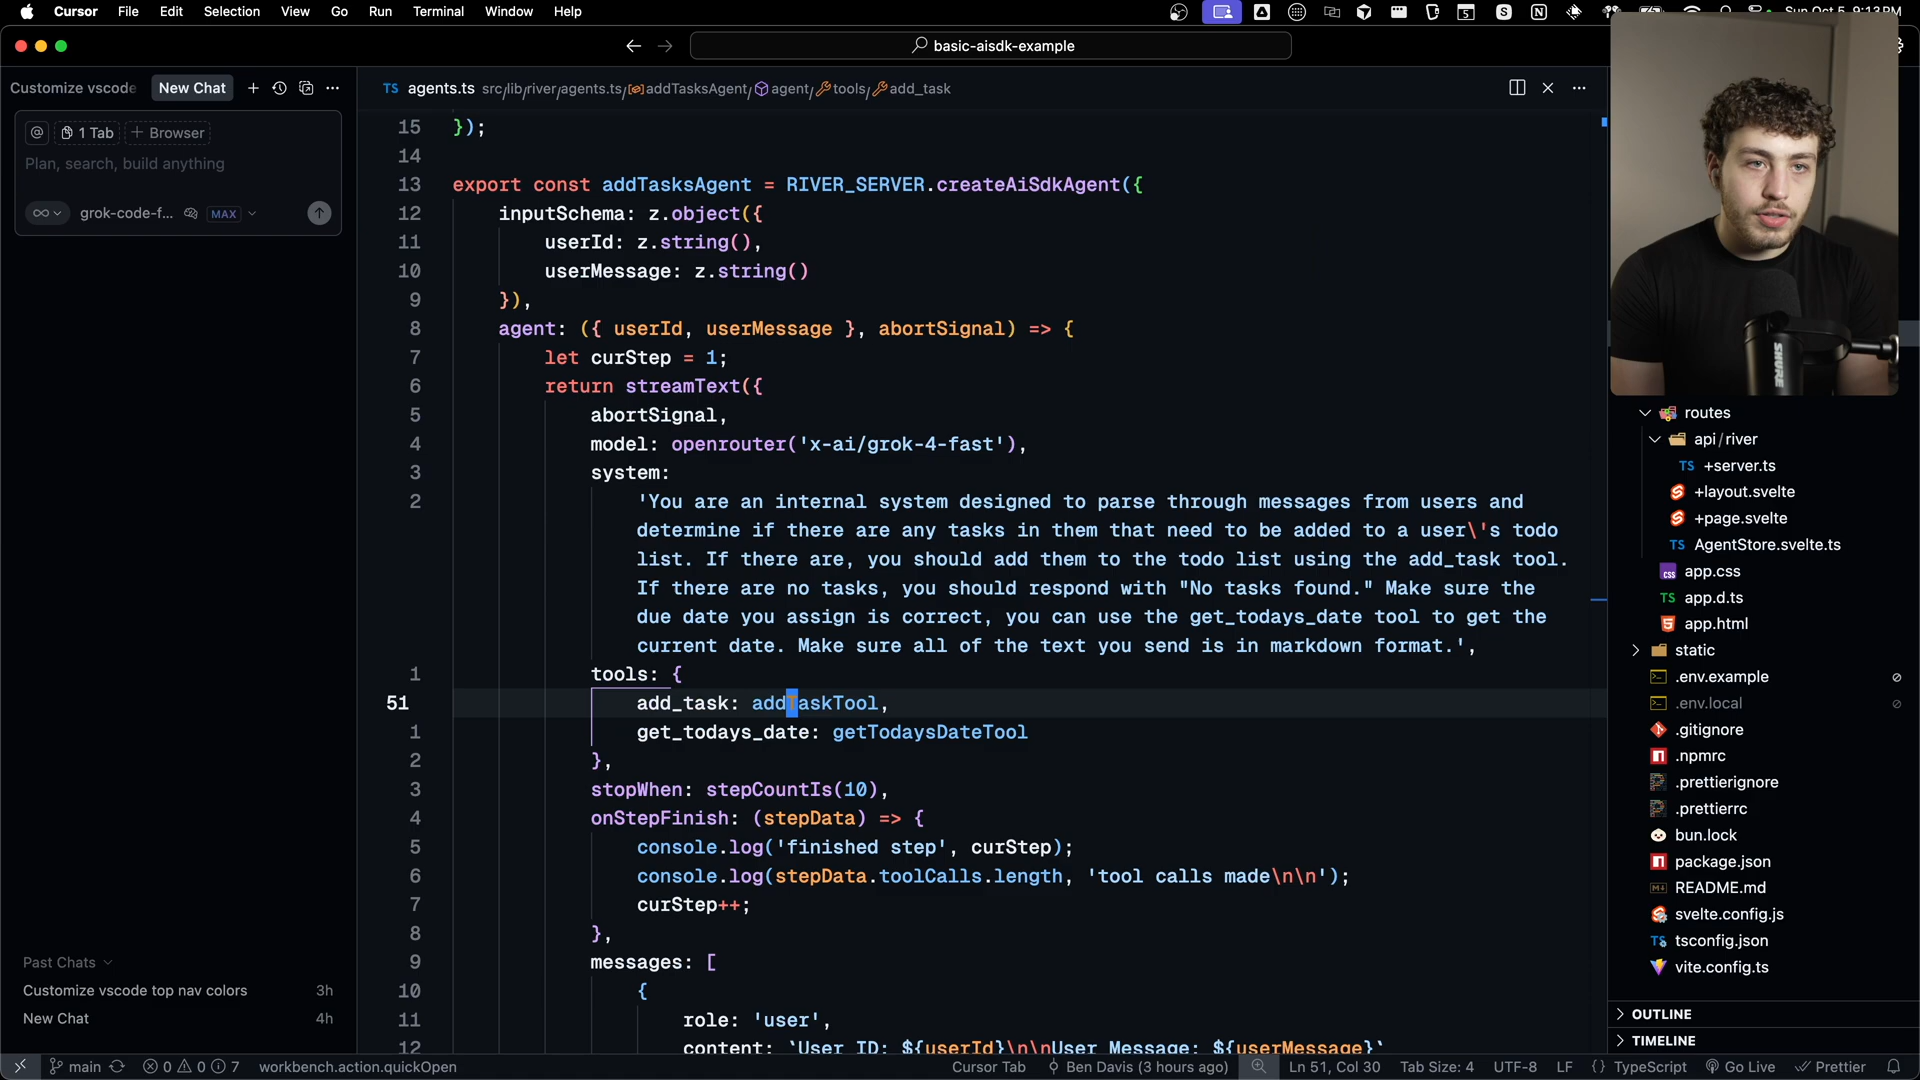 Cursor File Edit Selection View Go Run Terminal Window Help
Sun Oct 5 9:13 PM
basic-aisdk-example
Customize vscode New Chat
TS agents.ts src/lib/river/agents.ts/ addTasksAgent/ agent/ tools/ add_task
@ 1 Tab + Browser
Plan, search, build anything
grok-code-f... MAX
15 });
14
13 export const addTasksAgent = RIVER_SERVER.createAiSdkAgent({
12 inputSchema: z.object({
11 userId: z.string(),
10 userMessage: z.string()
9 }),
8 agent: ({ userId, userMessage }, abortSignal) => {
7 let curStep = 1;
6 return streamText({
5 abortSignal,
4 model: openrouter('x-ai/grok-4-fast'),
3 system:
2 'You are an internal system designed to parse through messages from users and
determine if there are any tasks in them that need to be added to a user\'s todo
list. If there are, you should add them to the todo list using the add_task tool.
If there are no tasks, you should respond with "No tasks found." Make sure the
due date you assign is correct, you can use the get_todays_date tool to get the
current date. Make sure all of the text you send is in markdown format.',
1 tools: {
51 add_task: addTaskTool,
1 get_todays_date: getTodaysDateTool
2 },
3 stopWhen: stepCountIs(10),
4 onStepFinish: (stepData) => {
5 console.log('finished step', curStep);
6 console.log(stepData.toolCalls.length, 'tool calls made\n\n');
7 curStep++;
8 },
9 messages: [
10 {
11 role: 'user',
12 content: `User ID: ${userId}\n\nUser Message: ${userMessage}`
Past Chats
Customize vscode top nav colors 3h
New Chat 4h
SHURE
routes
api/river
TS +server.ts
+layout.svelte
+page.svelte
TS AgentStore.svelte.ts
css app.css
TS app.d.ts
app.html
static
.env.example
.env.local
.gitignore
.npmrc
.prettierignore
.prettierrc
bun.lock
package.json
README.md
svelte.config.js
TS tsconfig.json
vite.config.ts
OUTLINE
TIMELINE
main 0 0 7 workbench.action.quickOpen
Cursor Tab Ben Davis (3 hours ago) Ln 51, Col 30 Tab Size: 4 UTF-8 LF {} TypeScript Go Live Prettier